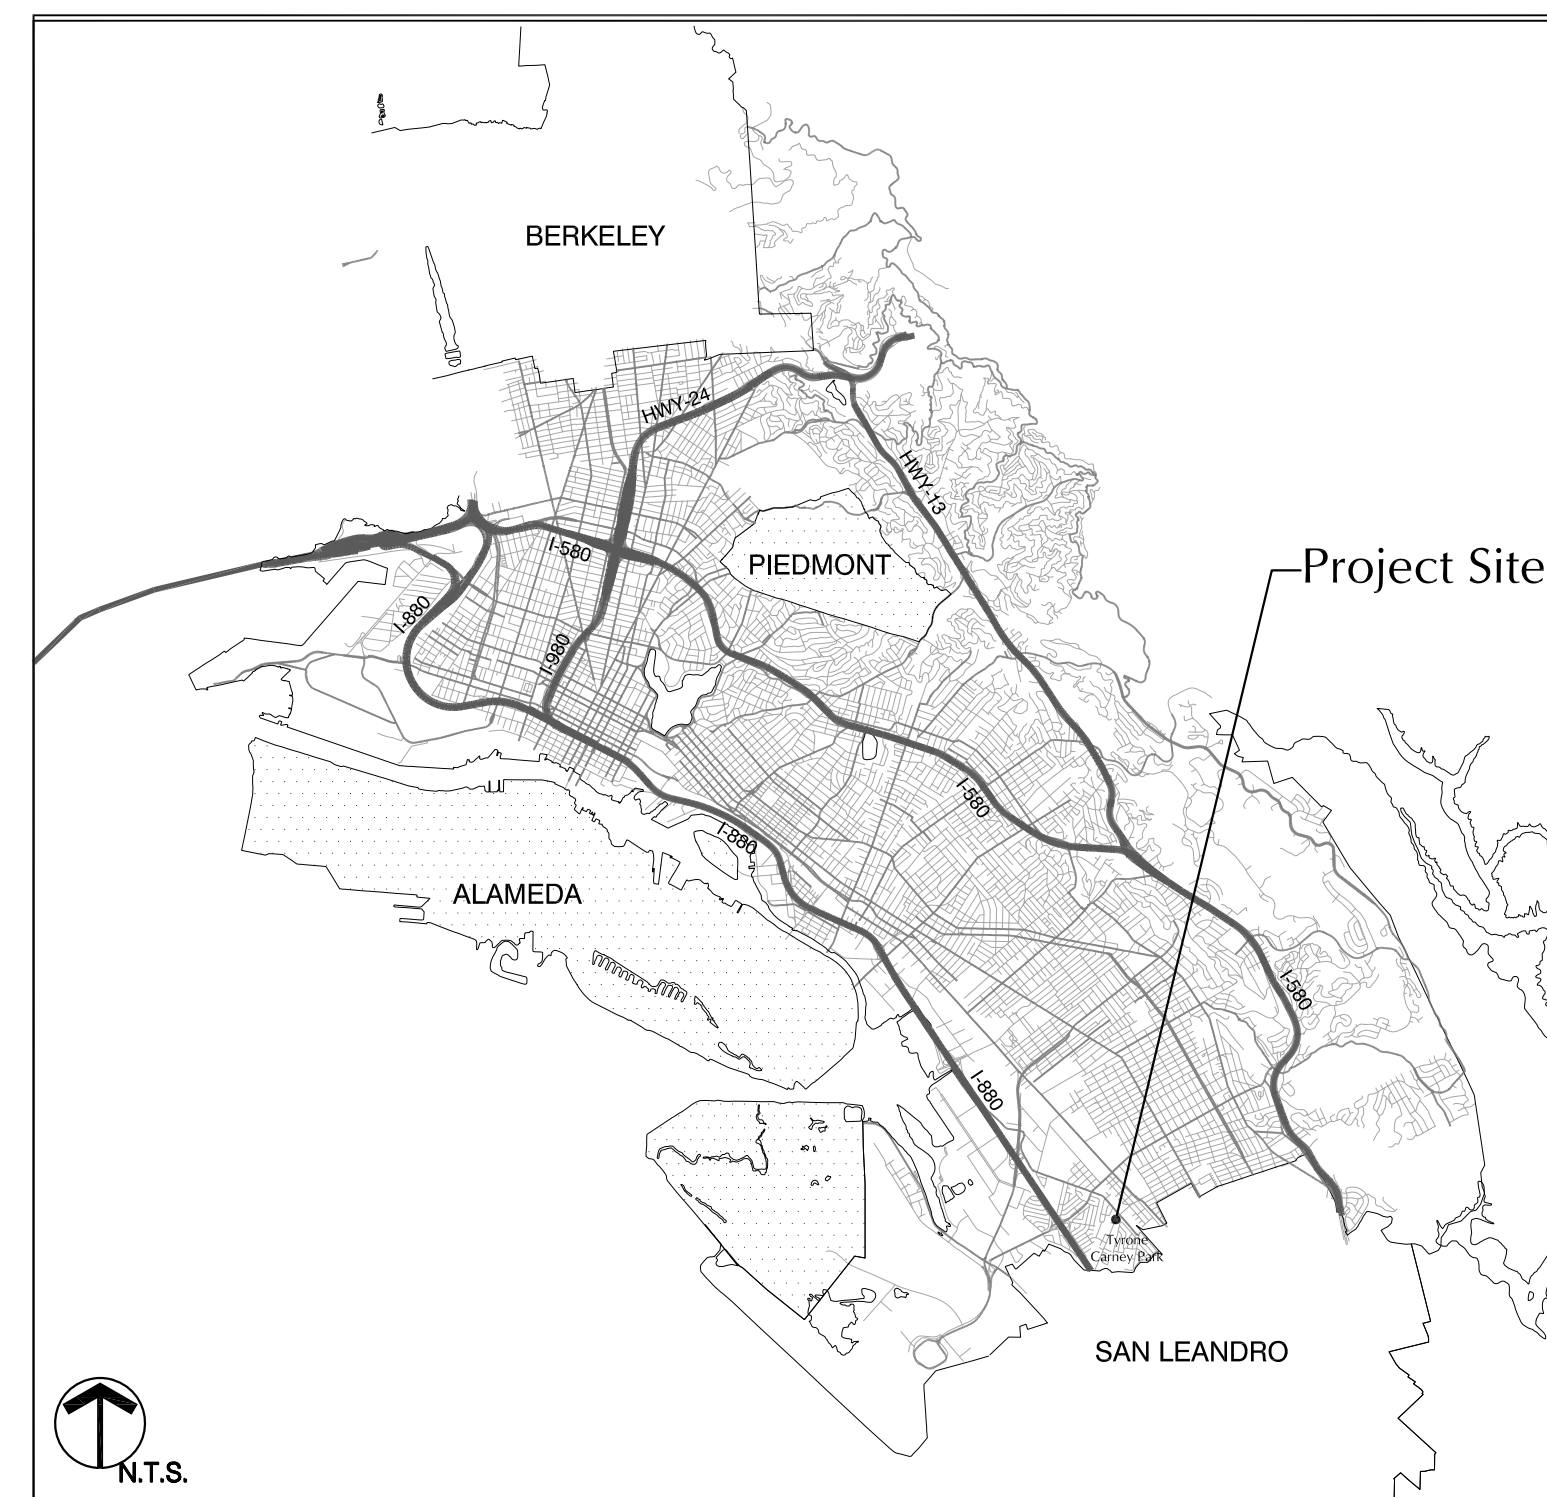 BERKELEY
HWY-24
HWY-13
I-580
PIEDMONT
Project Site
I-880
I-980
I-580
I-880
ALAMEDA
I-580
I-880
Tyrone
Carney Park
SAN LEANDRO
N.T.S.